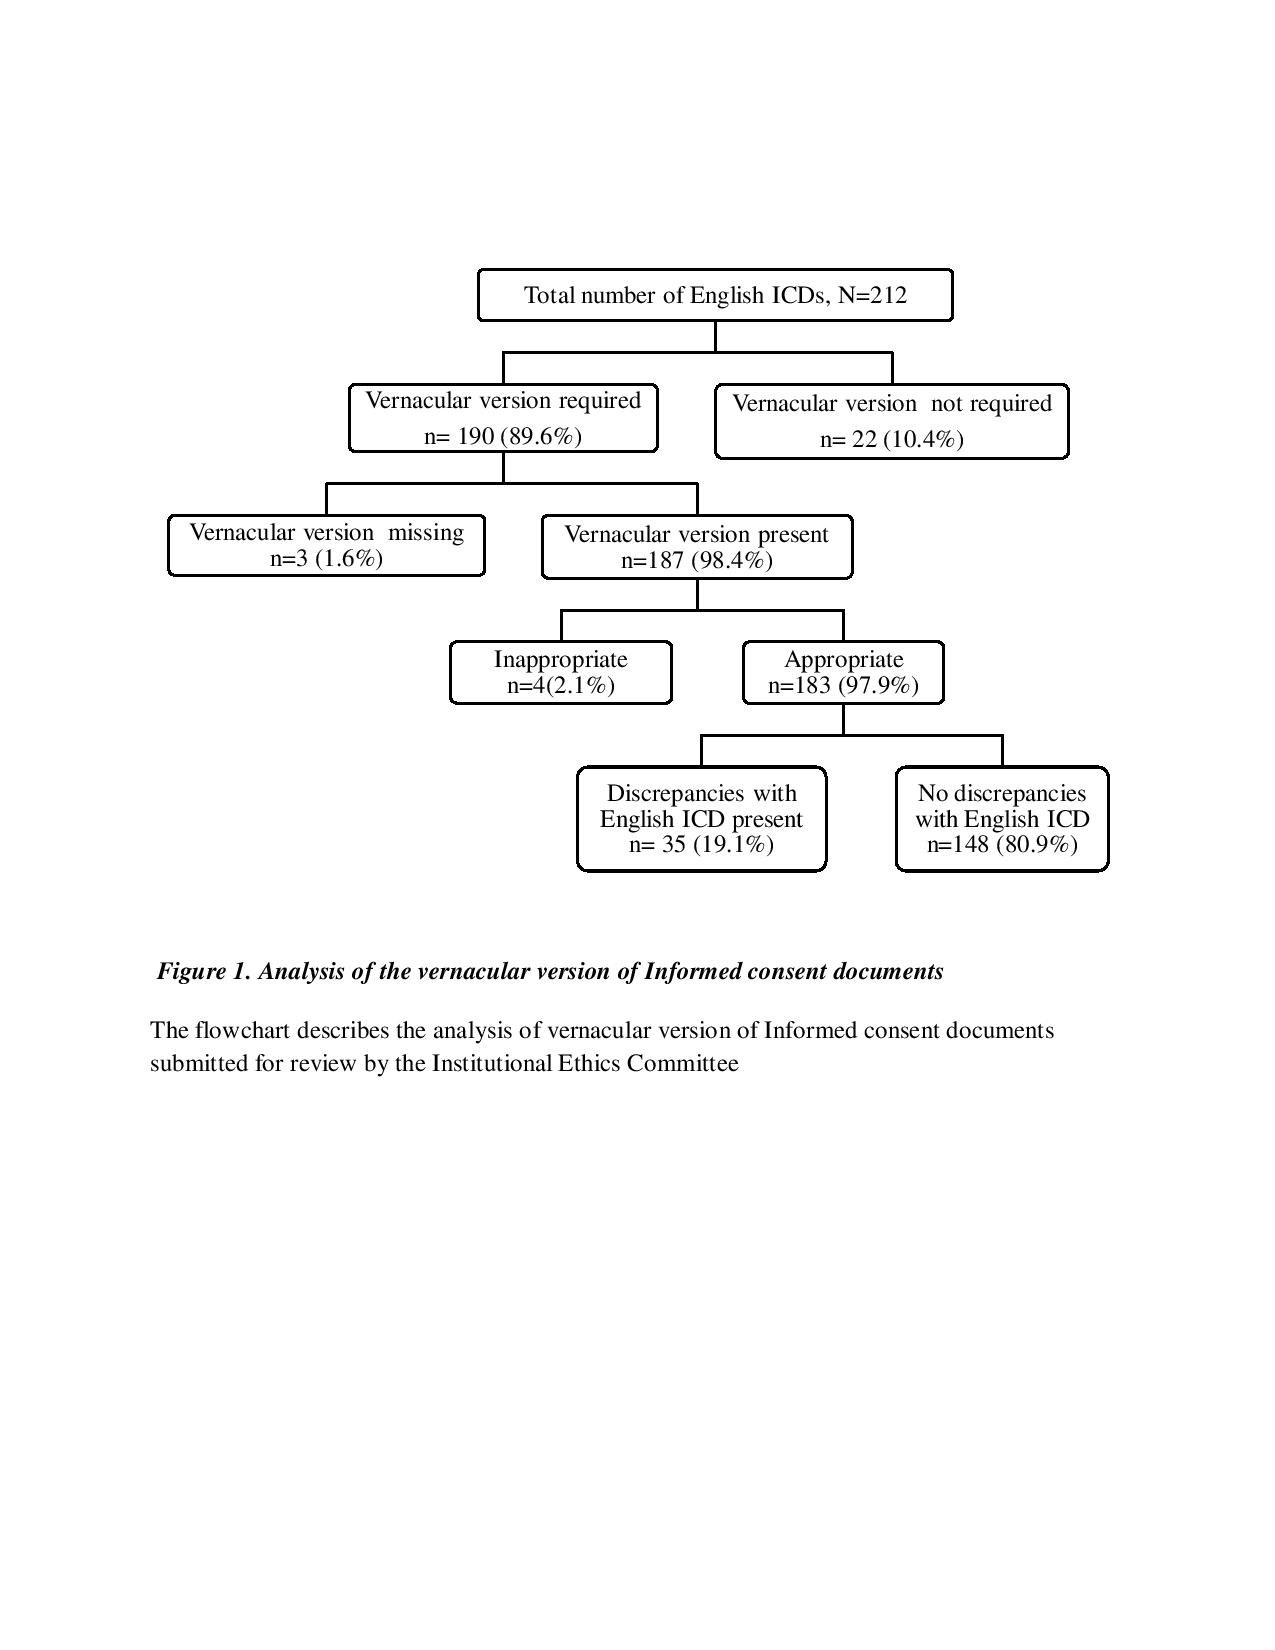 Total number of English ICDs, N=212
Vernacular version required
n= 190 (89.6%)
Vernacular version  not required
n= 22 (10.4%)
Vernacular version  missing
n=3 (1.6%)
Vernacular version present
n=187 (98.4%)
Inappropriate
n=4(2.1%)
Appropriate
n=183 (97.9%)
Discrepancies with
English ICD present
n= 35 (19.1%)
No discrepancies
with English ICD
n=148 (80.9%)
Figure 1. Analysis of the vernacular version of Informed consent documents
The flowchart describes the analysis of vernacular version of Informed consent documents
submitted for review by the Institutional Ethics Committee